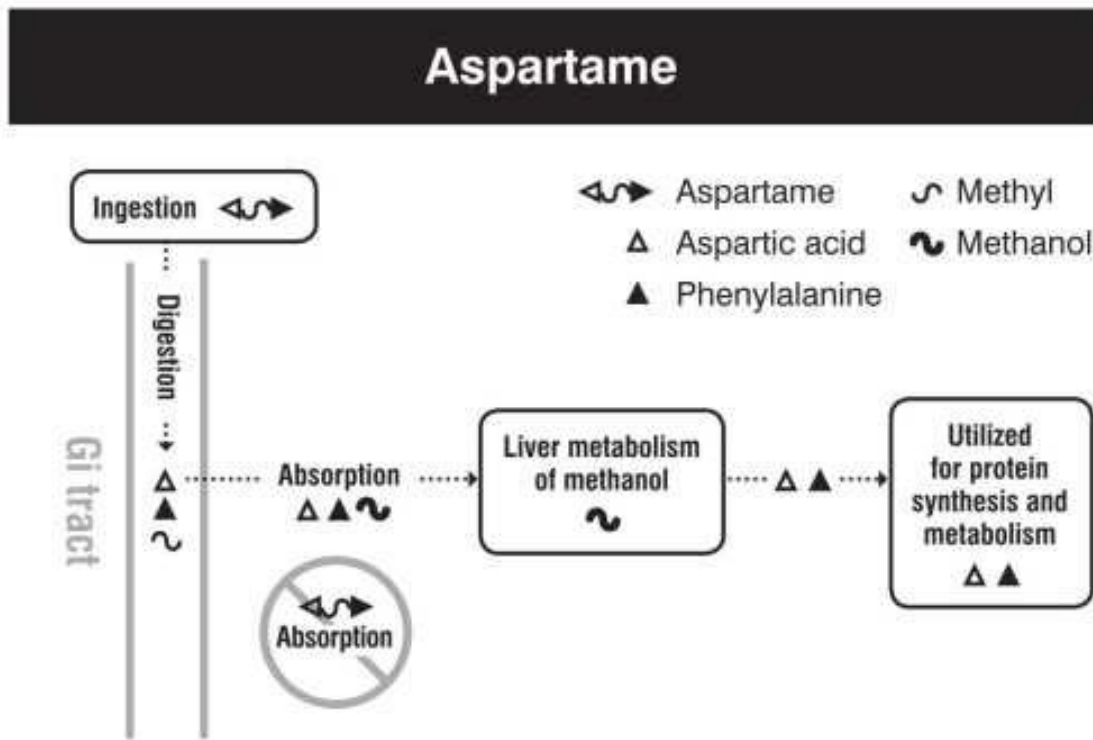 Aspartame
Ingestion
Aspartame
Methyl
Aspartic acid
Methanol
Phenylalanine
Digestion
Gi tract
Absorption
Absorption
Liver metabolism
of methanol
Utilized
for protein
synthesis and
metabolism